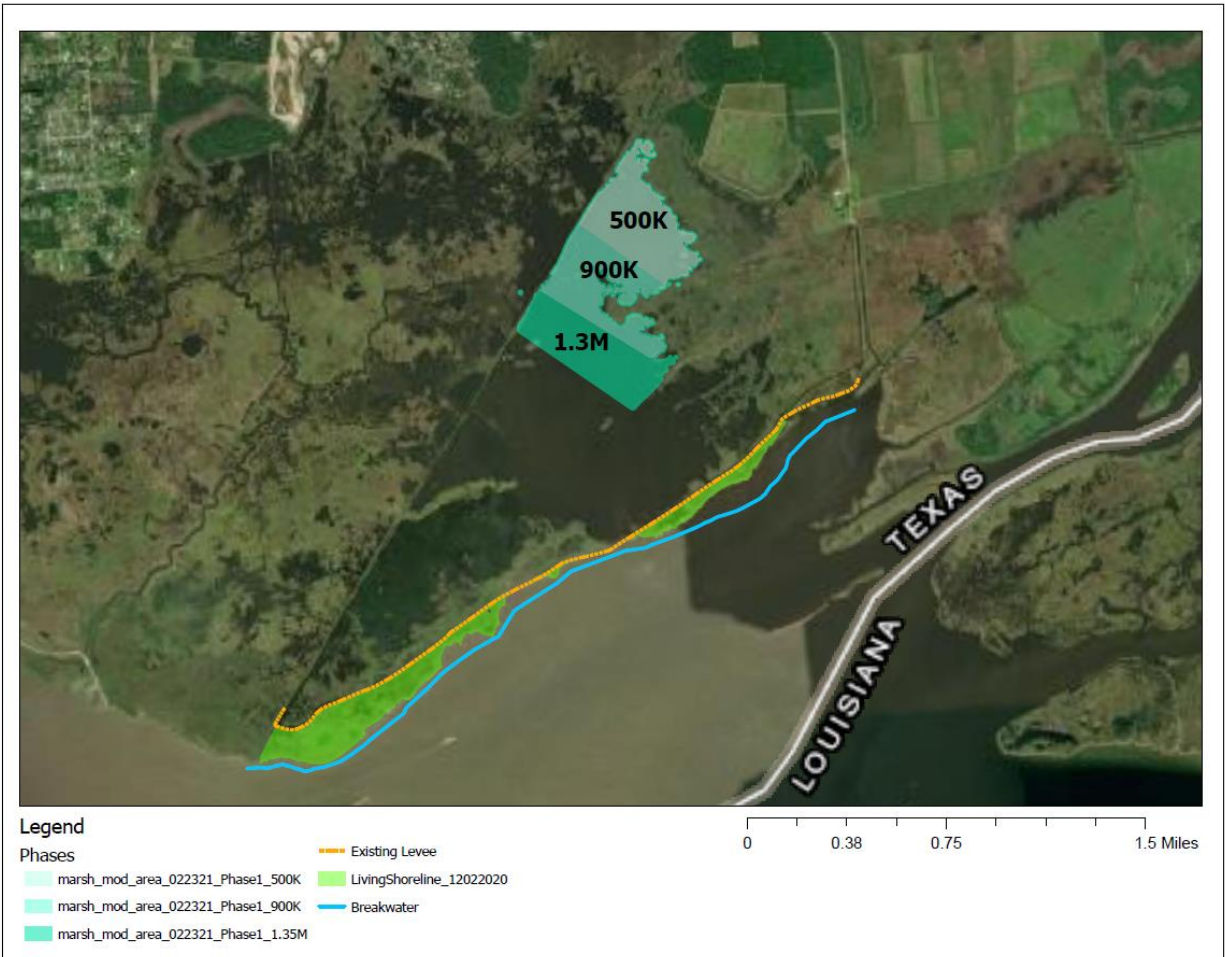 500K
900K
1.3M
TEXAS
LOUISIANA
Legend
Phases
marsh_mod_area_022321_Phase1_500K
marsh_mod_area_022321_Phase1_900K
marsh_mod_area_022321_Phase1_1.35M
Existing Levee
LivingShoreline_12022020
Breakwater
0 0.38 0.75 1.5 Miles